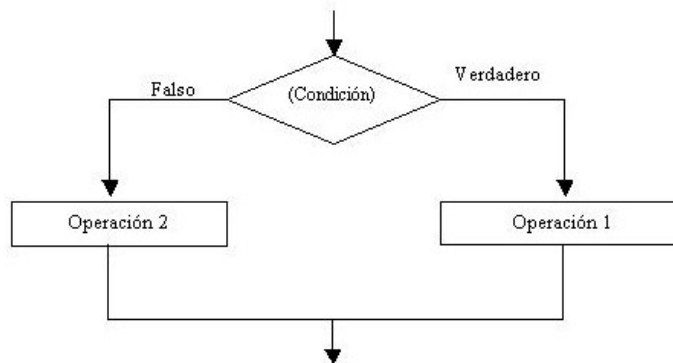 Verdadero
Falso
(Condición)
Operación 2
Operación 1